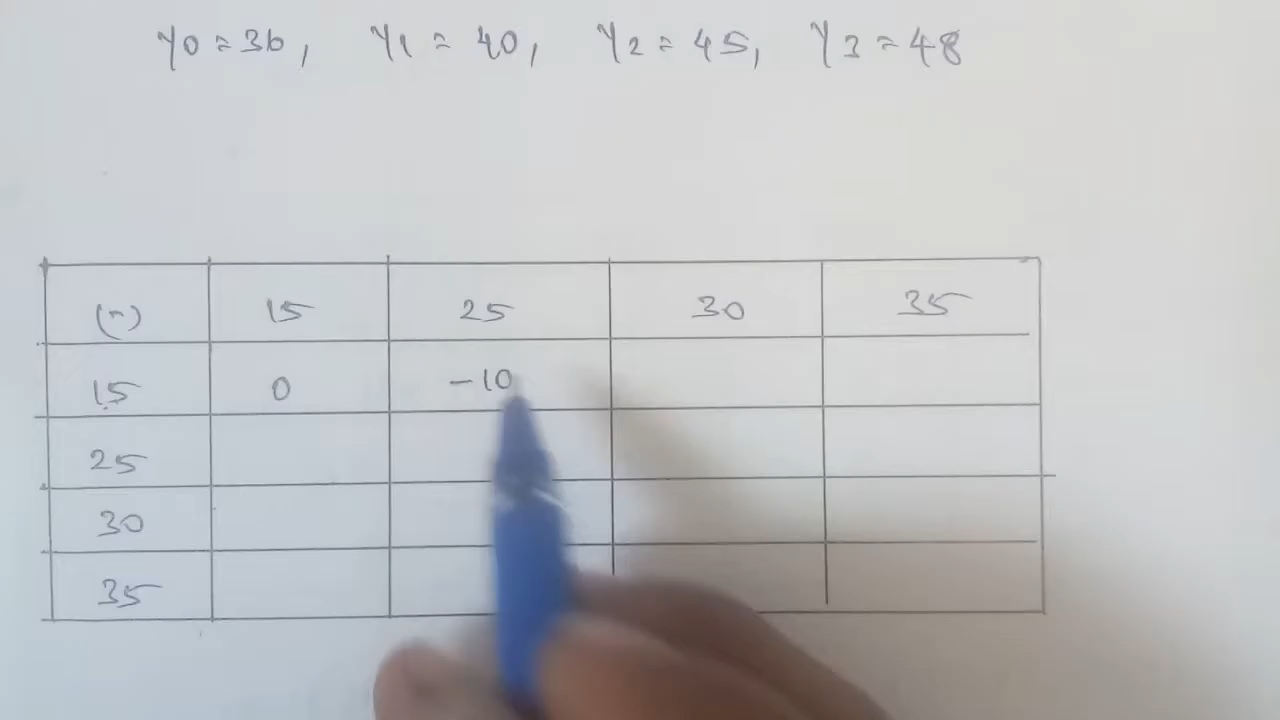 y0 = 36, y1 = 40, y2 = 45, y3 = 48
(-) 15 25 30 35
15 0 -10
25
30
35